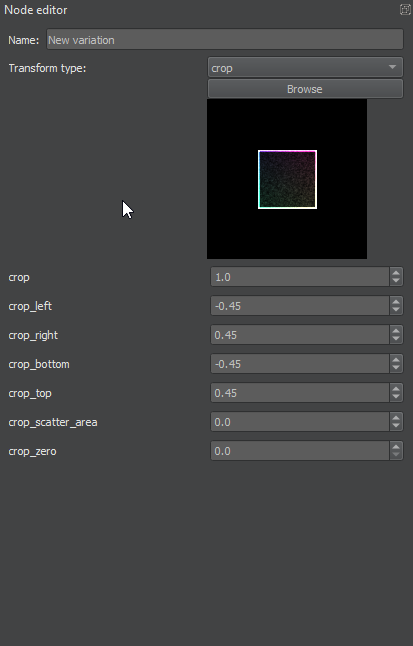 Node editor
Name: New variation
Transform type: crop
Browse
crop 1.0
crop_left -0.45
crop_right 0.45
crop_bottom -0.45
crop_top 0.45
crop_scatter_area 0.0
crop_zero 0.0